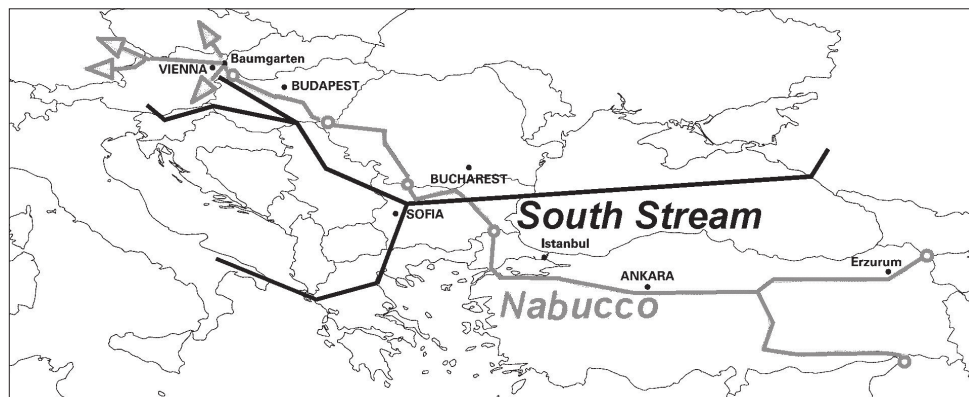 Baumgarten
VIENNA
BUDAPEST
BUCHAREST
SOFIA
South Stream
Istanbul
Erzurum
ANKARA
Nabucco